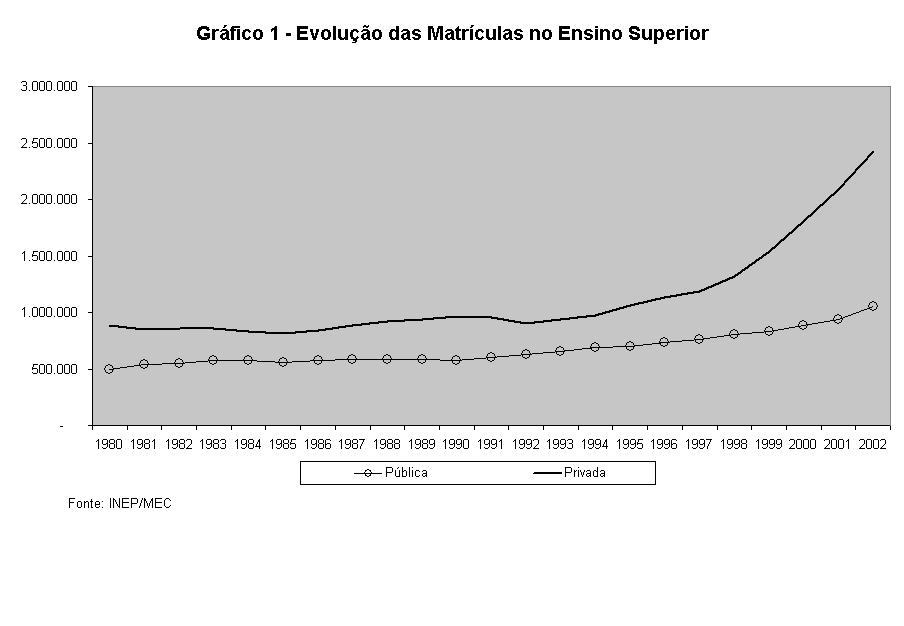 Gráfico 1 - Evolução das Matrículas no Ensino Superior
3.000.000
2.500.000
2.000.000
1.500.000
1.000.000
500.000
-
1980 1981 1982 1983 1984 1985 1986 1987 1988 1989 1990 1991 1992 1993 1994 1995 1996 1997 1998 1999 2000 2001 2002
Pública Privada
Fonte: INEP/MEC